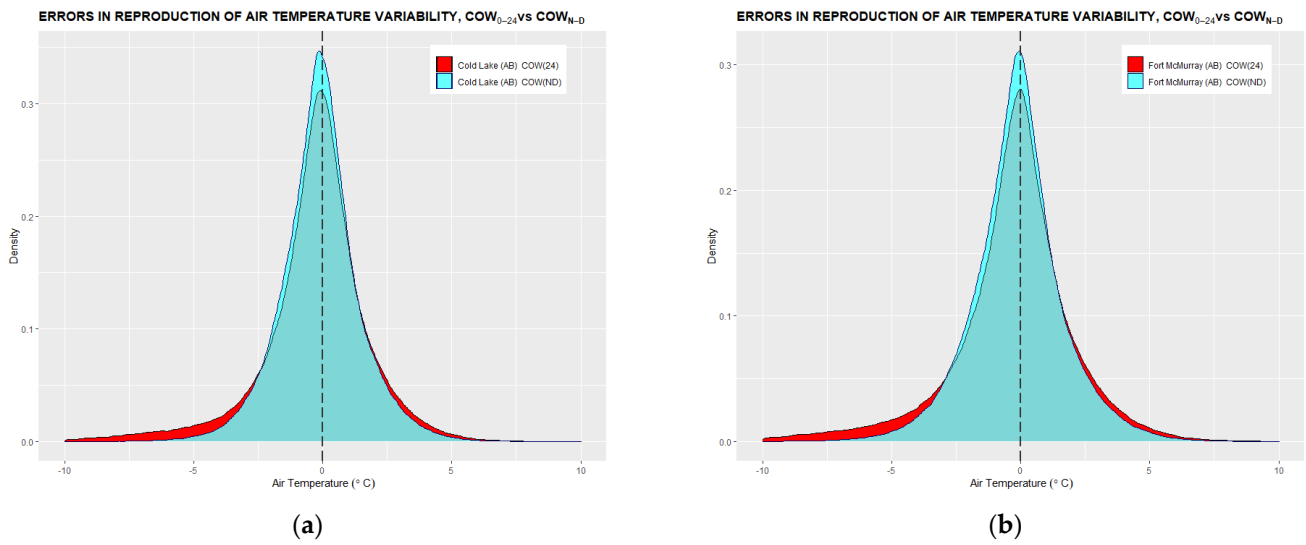 ERRORS IN REPRODUCTION OF AIR TEMPERATURE VARIABILITY, COW0–24vs COWN–D
Cold Lake (AB) COW(24)
Cold Lake (AB) COW(ND)
0.3
0.2
0.1
0.0
Density
-10 -5 0 5 10
Air Temperature (° C)
(a)
ERRORS IN REPRODUCTION OF AIR TEMPERATURE VARIABILITY, COW0–24vs COWN–D
Fort McMurray (AB) COW(24)
Fort McMurray (AB) COW(ND)
0.3
0.2
0.1
0.0
Density
-10 -5 0 5 10
Air Temperature (° C)
(b)